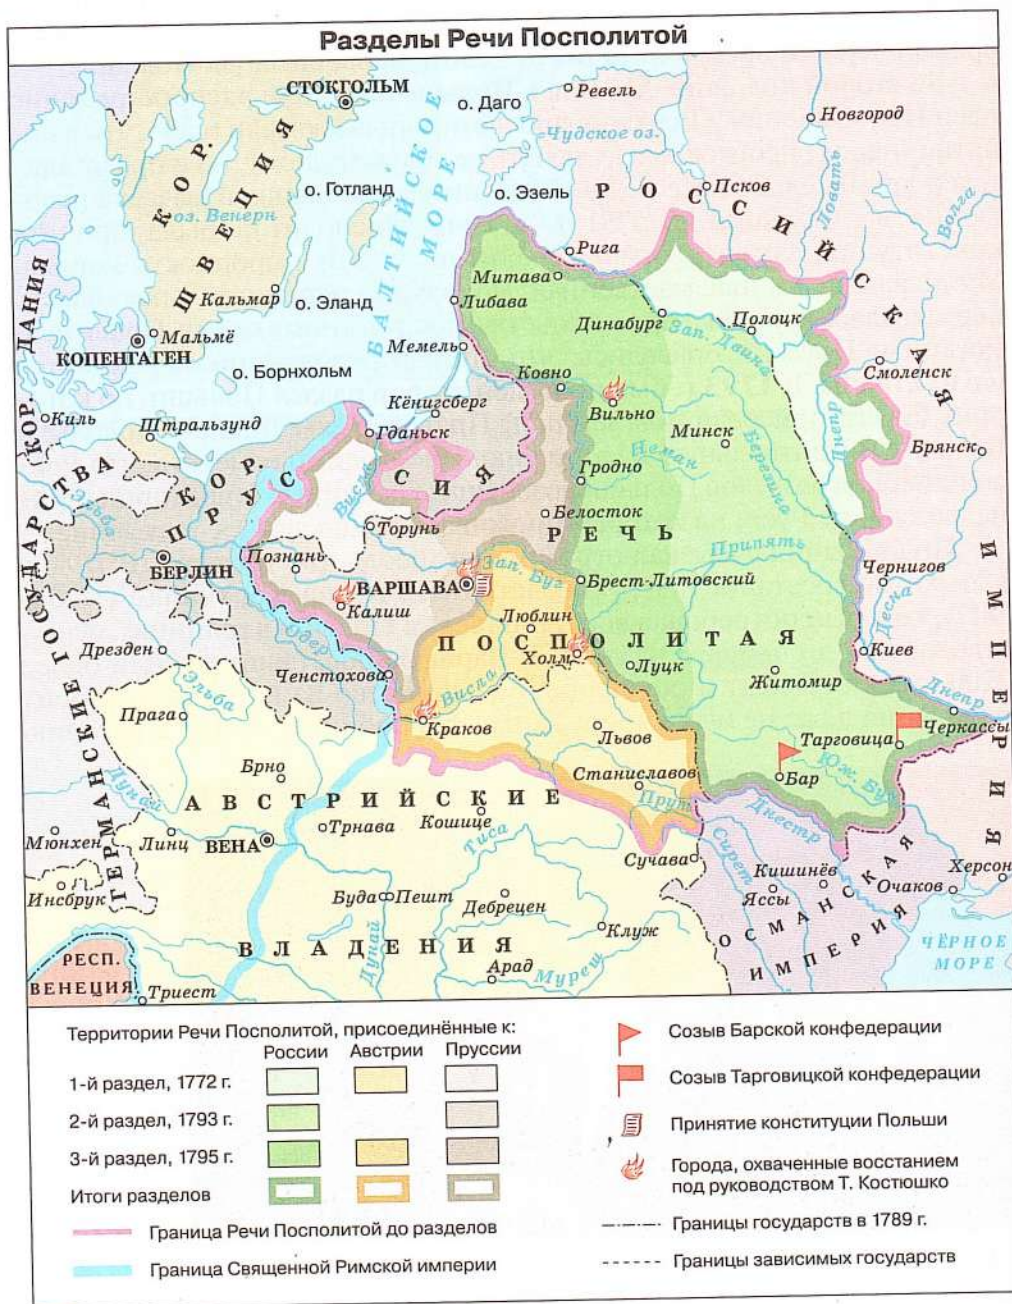 Разделы Речи Посполитой
СТОКГОЛЬМ
о. Даго
Ревель
Новгород
Чудское оз.
КОР. ШВЕЦИЯ
БАЛТИЙСКОЕ МОРЕ
о. Готланд
о. Эзель
Псков
Ловать
Волга
РОССИЙСКАЯ ИМПЕРИЯ
оз. Венерн
Рига
Митава
Кальмар
о. Эланд
Либава
Динабург
Зап. Двина
Полоцк
КОР. ДАНИЯ
Мальмё
КОПЕНГАГЕН
Мемель
о. Борнхольм
Ковно
Смоленск
Киль
Штральзунд
Кёнигсберг
Вильно
Гданьск
Минск
Днепр
Березина
Брянск
ГЕРМАНСКИЕ ГОСУДАРСТВА
Эльба
КОР. ПРУССИЯ
Висла
Неман
Гродно
Торунь
Белосток
РЕЧЬ ПОСПОЛИТАЯ
БЕРЛИН
Познань
Припять
ВАРШАВА
Зап. Буг
Брест-Литовский
Чернигов
Десна
Калиш
Люблин
Дрезден
Одер
Холм
Луцк
Киев
Ченстохова
Житомир
Эльба
Висла
Днепр
Прага
Краков
Львов
Тарговица
Черкассы
Брно
Станиславов
Бар
Юж. Буг
Дунай
АВСТРИЙСКИЕ ВЛАДЕНИЯ
Прут
Мюнхен
Линц
ВЕНА
Трнава
Кошице
Тиса
Днестр
Сучава
Сирет
Кишинёв
Херсон
Инсбрук
Буда
Пешт
Дебрецен
Яссы
Очаков
Клуж
ОСМАНСКАЯ ИМПЕРИЯ
Дунай
ЧЁРНОЕ МОРЕ
РЕСП. ВЕНЕЦИЯ
Арад
Муреш
Триест
Территории Речи Посполитой, присоединённые к:
России Австрии Пруссии
1-й раздел, 1772 г.
2-й раздел, 1793 г.
3-й раздел, 1795 г.
Итоги разделов
Граница Речи Посполитой до разделов
Граница Священной Римской империи
Созыв Барской конфедерации
Созыв Тарговицкой конфедерации
Принятие конституции Польши
Города, охваченные восстанием
под руководством Т. Костюшко
Границы государств в 1789 г.
Границы зависимых государств